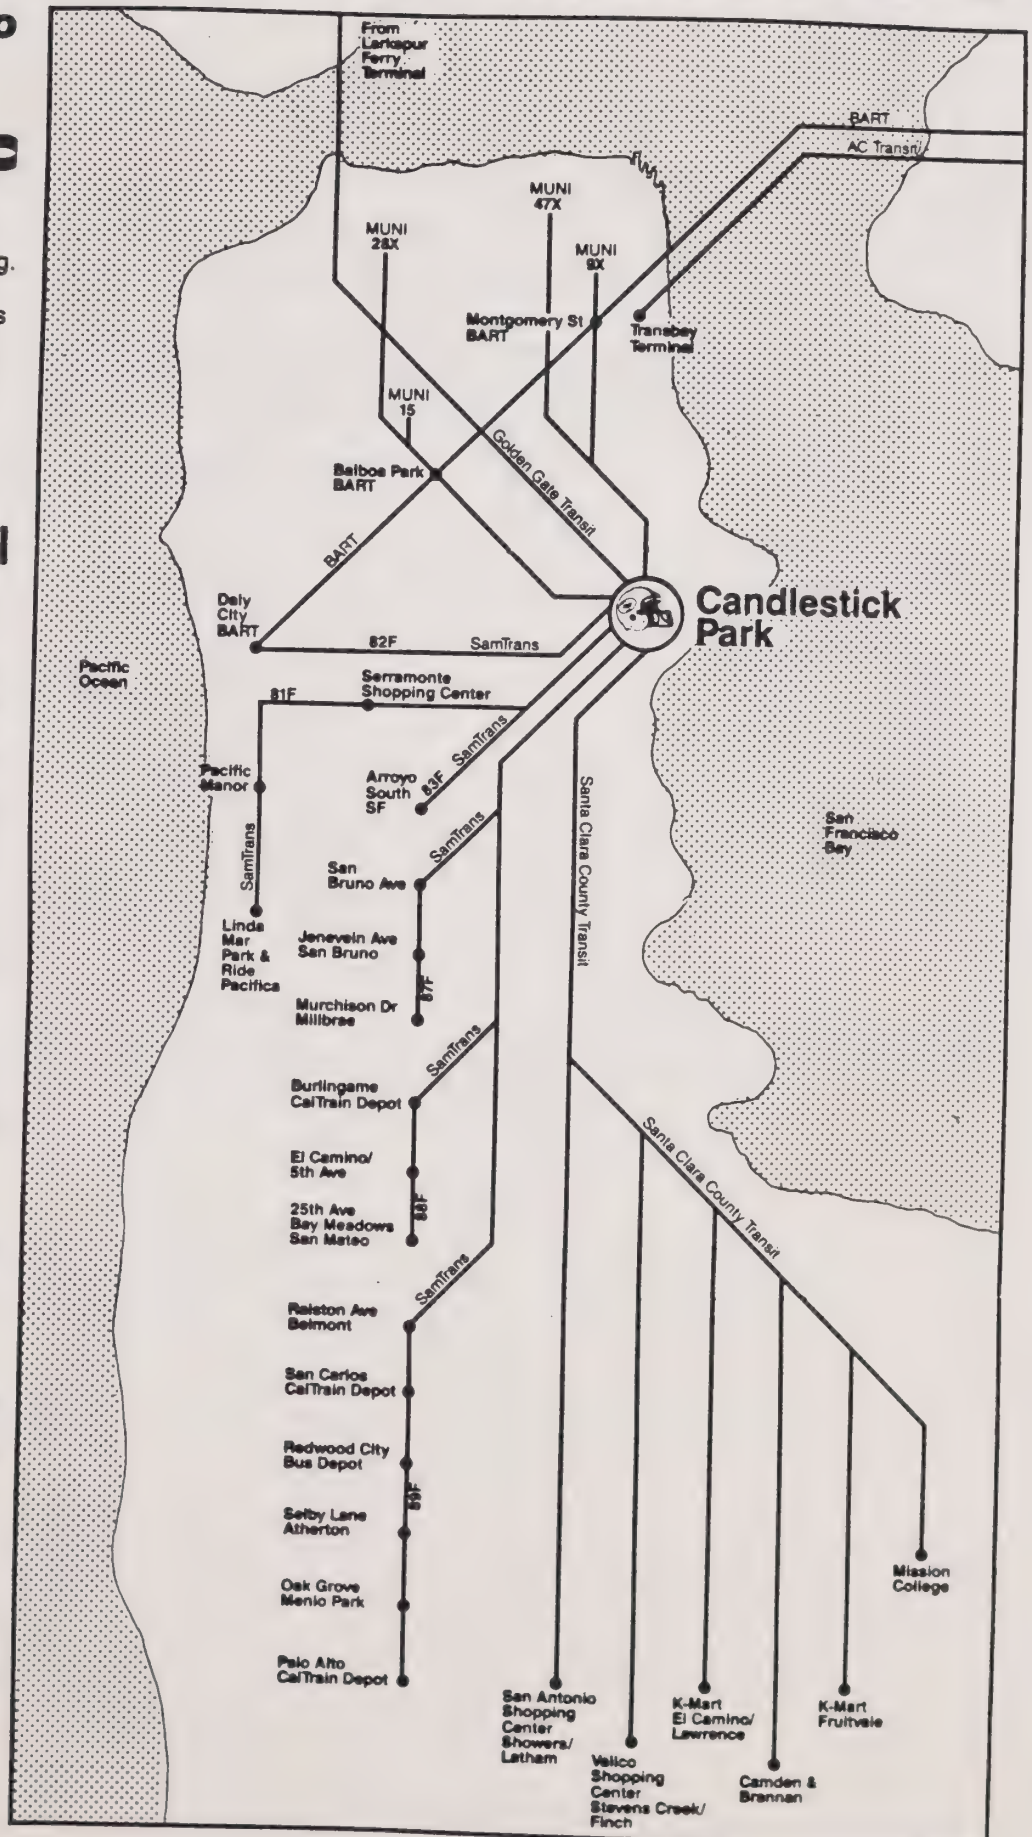 From
Larkspur
Ferry
Terminal
BART
AC Transit
MUNI
47X
MUNI
28X
MUNI
9X
Montgomery St
BART
Transbay
Terminal
MUNI
15
Golden Gate Transit
Balboa Park
BART
BART
Daly
City
BART
Candlestick
Park
82F
SamTrans
Pacific
Ocean
Serramonte
Shopping Center
81F
SamTrans
Pacific
Manor
Arroyo
South
SF
83F
SamTrans
San
Francisco
Bay
SamTrans
Santa Clara County Transit
San
Bruno Ave
Linda
Mar
Park &
Ride
Pacifica
Jenevein Ave
San Bruno
87F
Murchison Dr
Millbrae
SamTrans
Burlingame
CalTrain Depot
Santa Clara County Transit
El Camino/
5th Ave
25th Ave
Bay Meadows
San Mateo
88F
SamTrans
Ralston Ave
Belmont
San Carlos
CalTrain Depot
Redwood City
Bus Depot
89F
Selby Lane
Atherton
Oak Grove
Menlo Park
Mission
College
Palo Alto
CalTrain Depot
San Antonio
Shopping
Center
Showers/
Latham
K-Mart
El Camino/
Lawrence
K-Mart
Fruitvale
Vallco
Shopping
Center
Stevens Creek/
Finch
Camden &
Brannan